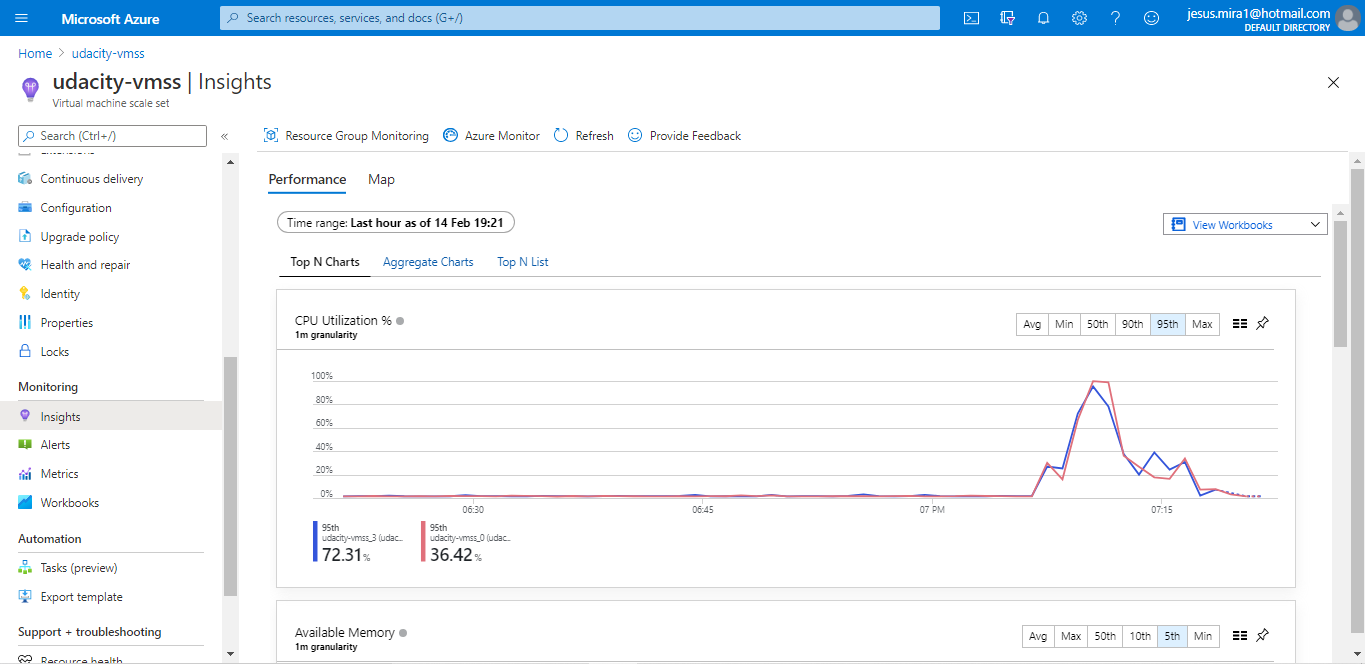 Microsoft Azure
Search resources, services, and docs (G+/)
jesus.mira1@hotmail.com
DEFAULT DIRECTORY
Home > udacity-vmss
udacity-vmss | Insights
Virtual machine scale set
Search (Ctrl+/)
«
Resource Group Monitoring
Azure Monitor
Refresh
Provide Feedback
Extensions
Continuous delivery
Configuration
Upgrade policy
Health and repair
Identity
Properties
Locks
Monitoring
Insights
Alerts
Metrics
Workbooks
Automation
Tasks (preview)
Export template
Support + troubleshooting
Resource health
Performance
Map
Time range: Last hour as of 14 Feb 19:21
View Workbooks
Top N Charts
Aggregate Charts
Top N List
CPU Utilization %
1m granularity
Avg Min 50th 90th 95th Max
100%
80%
60%
40%
20%
0%
06:30 06:45 07 PM 07:15
95th
udacity-vmss_3 (udac...
72.31%
95th
udacity-vmss_0 (udac...
36.42%
Available Memory
1m granularity
Avg Max 50th 10th 5th Min